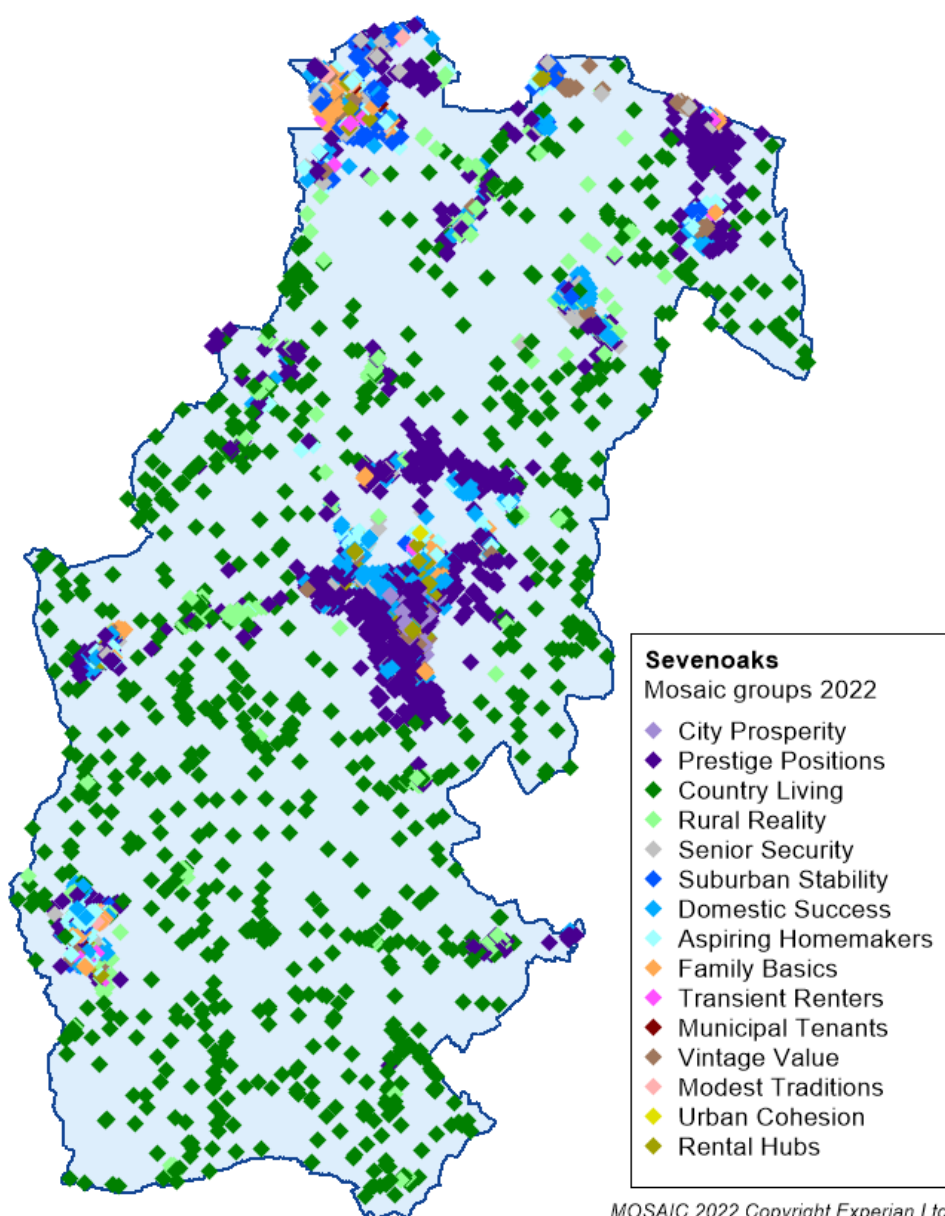 Sevenoaks
Mosaic groups 2022
City Prosperity
Prestige Positions
Country Living
Rural Reality
Senior Security
Suburban Stability
Domestic Success
Aspiring Homemakers
Family Basics
Transient Renters
Municipal Tenants
Vintage Value
Modest Traditions
Urban Cohesion
Rental Hubs
MOSAIC 2022 Copyright Experian Ltd